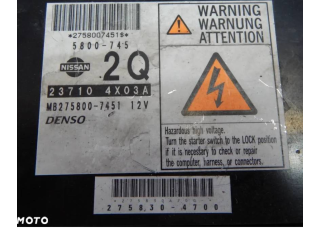 *2758007451$*
5800-745
NISSAN
2Q
23710 4X03A
MB275800-7451 12V
DENSO
WARNING
WARNUNG
ATTENTION
Hazardous high voltage.
Turn the starter switch to the LOCK position
if it is necessary to check or repair
the computer, harness, or connectors.
275830-4700
MOTO